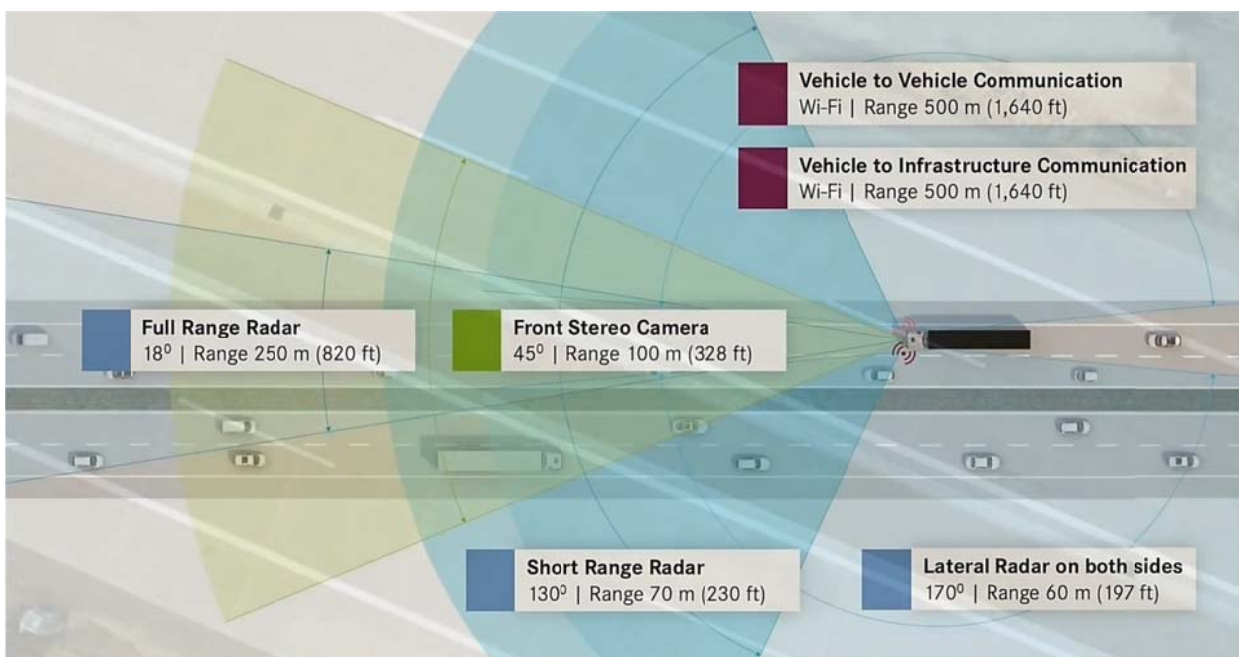 Vehicle to Vehicle Communication
Wi-Fi | Range 500 m (1,640 ft)
Vehicle to Infrastructure Communication
Wi-Fi | Range 500 m (1,640 ft)
Full Range Radar
18⁰ | Range 250 m (820 ft)
Front Stereo Camera
45⁰ | Range 100 m (328 ft)
Short Range Radar
130⁰ | Range 70 m (230 ft)
Lateral Radar on both sides
170⁰ | Range 60 m (197 ft)